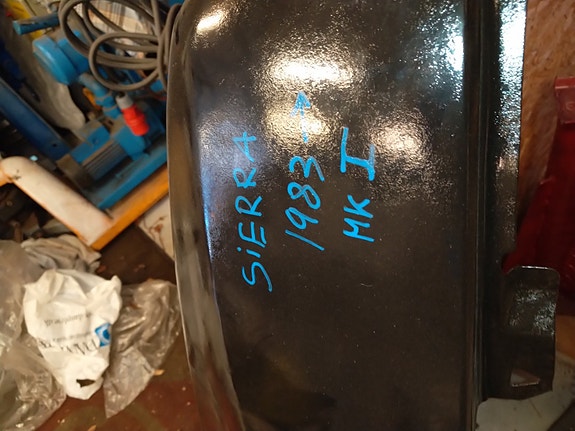 SiERRA
1983 →
MK I